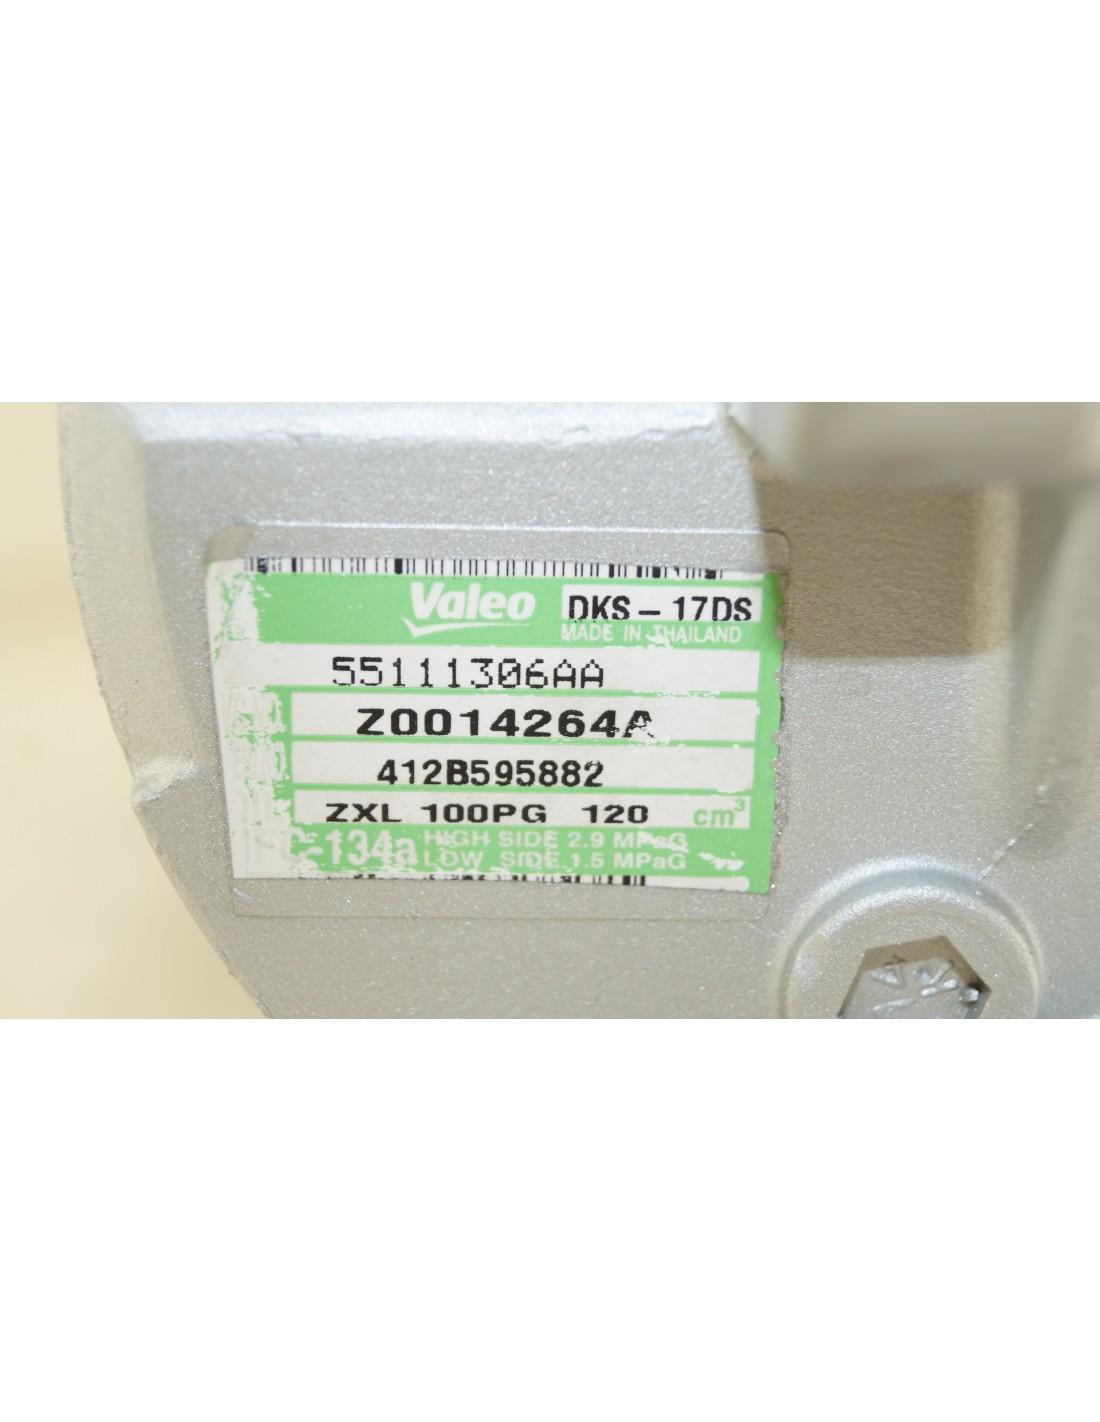 Valeo DKS-17DS
MADE IN THAILAND
55111306AA
Z0014264A
412B595882
ZXL 100PG 120 cm³
C-134a HIGH SIDE 2.9 MPaG
LOW SIDE 1.5 MPaG